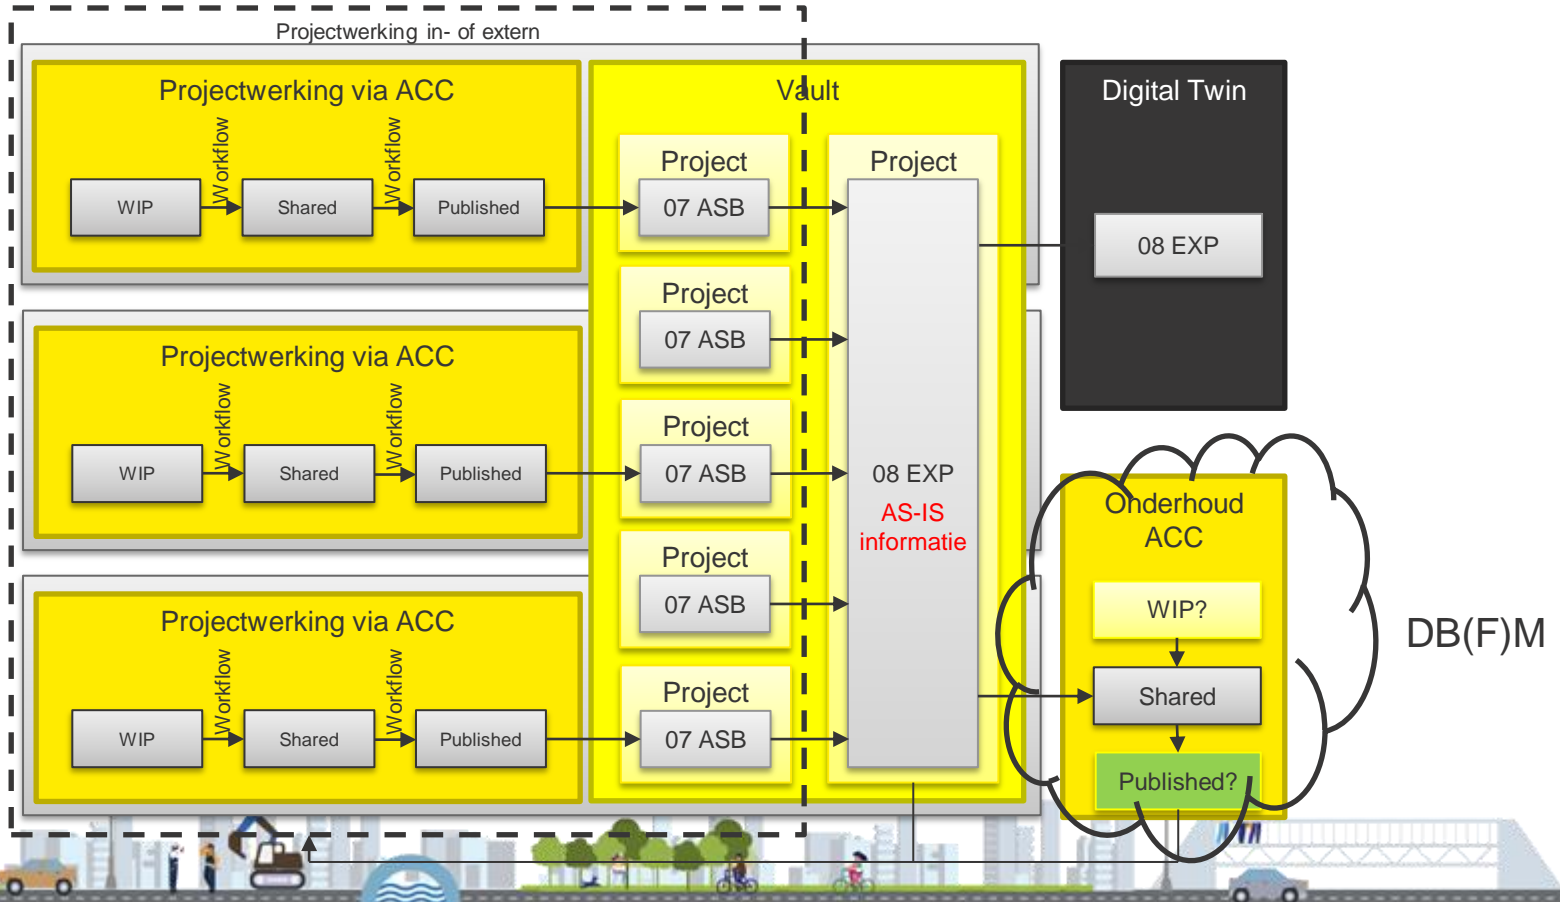 Projectwerking in- of extern
Projectwerking via ACC
Workflow
Workflow
WIP
Shared
Published
Vault
Project
07 ASB
Project
07 ASB
Project
07 ASB
Project
07 ASB
Project
07 ASB
Project
08 EXP
AS-IS
informatie
Digital Twin
08 EXP
Projectwerking via ACC
Workflow
Workflow
WIP
Shared
Published
Projectwerking via ACC
Workflow
Workflow
WIP
Shared
Published
Onderhoud
ACC
WIP?
Shared
Published?
DB(F)M